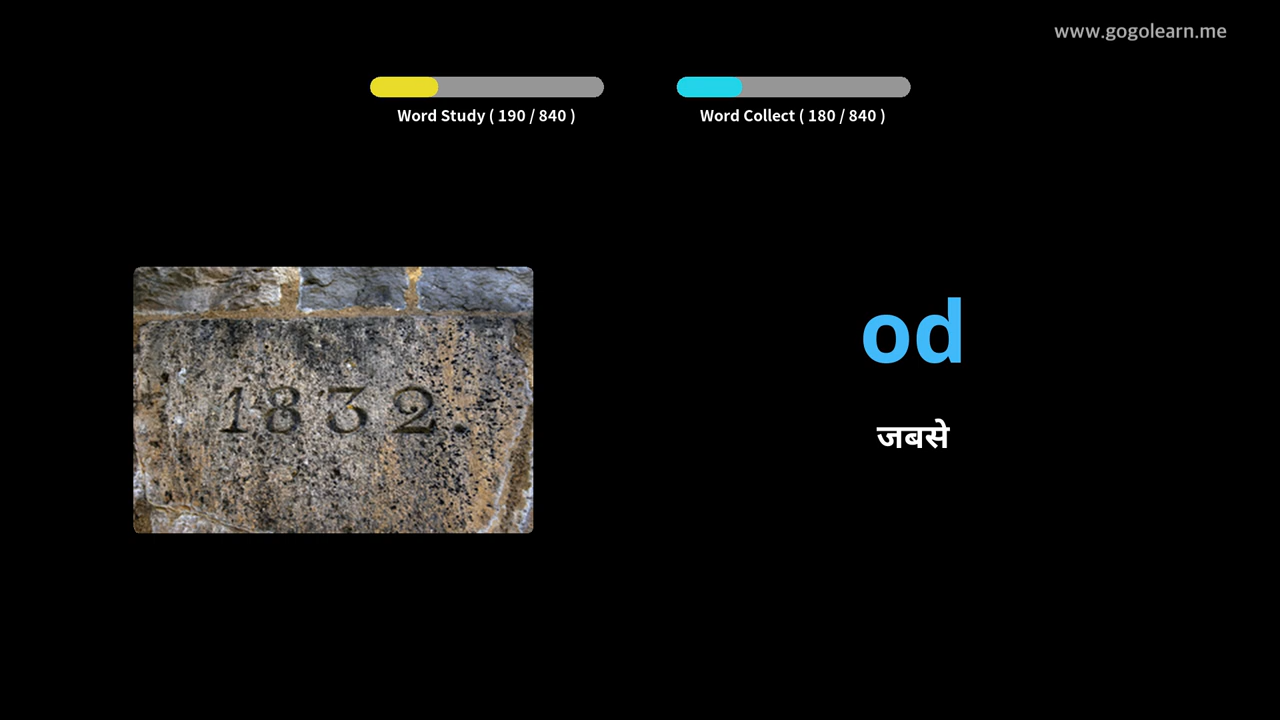 www.gogolearn.me
Word Study ( 190 / 840 )
Word Collect ( 180 / 840 )
1832.
od
जबसे